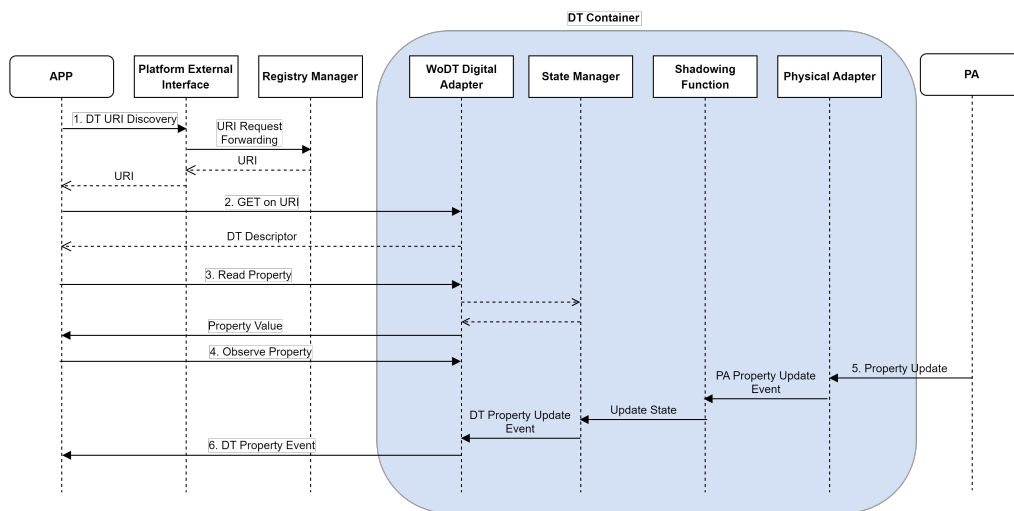 DT Container
APP
Platform External
Interface
Registry Manager
WoDT Digital
Adapter
State Manager
Shadowing
Function
Physical Adapter
PA
1. DT URI Discovery
URI Request
Forwarding
URI
URI
2. GET on URI
DT Descriptor
3. Read Property
Property Value
4. Observe Property
5. Property Update
PA Property Update
Event
Update State
DT Property Update
Event
6. DT Property Event